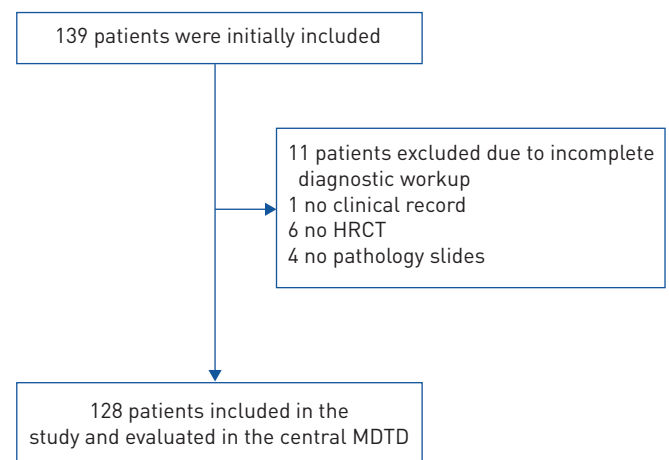 139 patients were initially included
11 patients excluded due to incomplete
diagnostic workup
1 no clinical record
6 no HRCT
4 no pathology slides
128 patients included in the
study and evaluated in the central MDTD